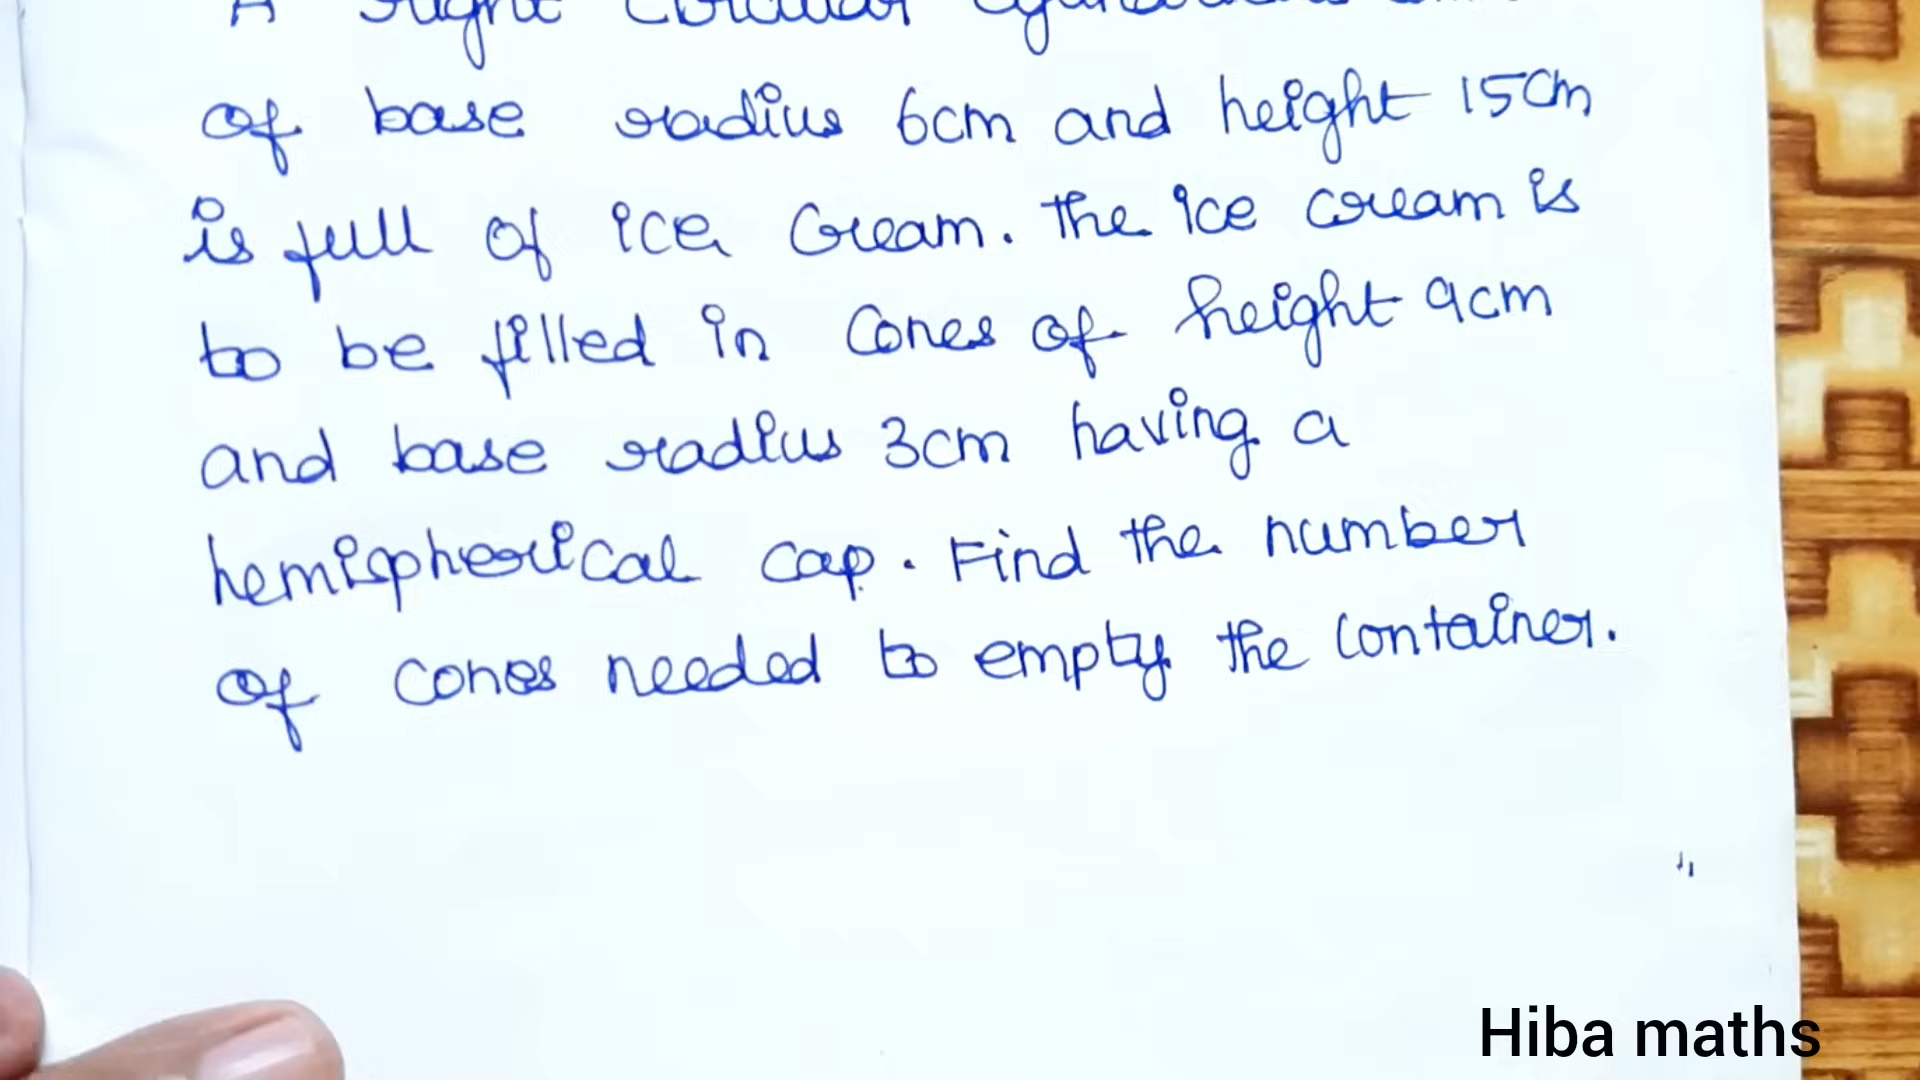 A right circular
of base radius 6cm and height 15cm
is full of ice cream. The ice cream is
to be filled in cones of height 9cm
and base radius 3cm having a
hemispherical cap. Find the number
of cones needed to empty the container.
Hiba maths